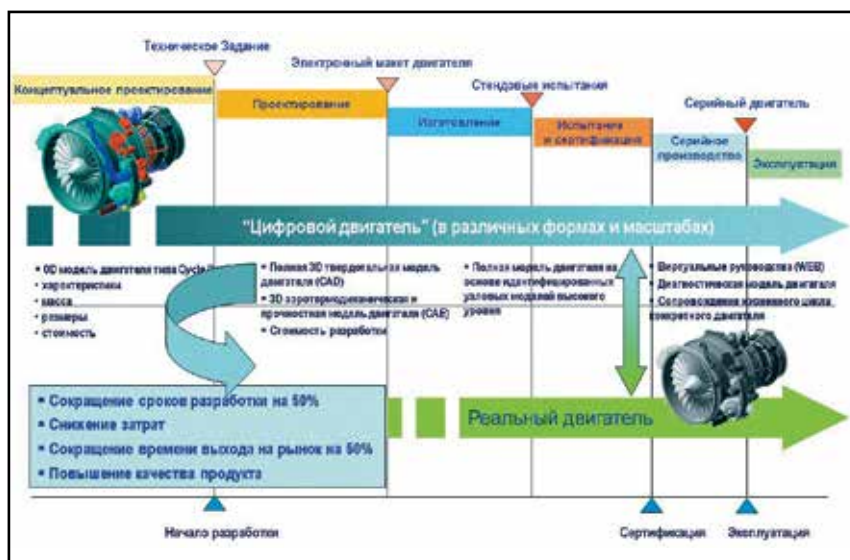 Техническое Задание
Электронный макет двигателя
Стендовые испытания
Серийный двигатель
Концептуальное проектирование
Проектирование
Изготовление
Испытания
и сертификация
Серийное
производство
Эксплуатация
"Цифровой двигатель" (в различных формах и масштабах)
▪ 0D модель двигателя типа Cycle
▪ характеристики
▪ масса
▪ размеры
▪ стоимость
▪ Полная 3D твердотельная модель
двигателя (CAD)
▪ 3D аэротермодинамическая и
прочностная модель двигателя (CAE)
▪ Стоимость разработки
▪ Полная модель двигателя на
основе идентифицированных
узловых моделей высокого
уровня
▪ Виртуальные руководства (WEB)
▪ Диагностическая модель двигателя
▪ Сопровождение жизненного цикла
конкретного двигателя
▪ Сокращение сроков разработки на 50%
▪ Снижение затрат
▪ Сокращение времени выхода на рынок на 50%
▪ Повышение качества продукта
Реальный двигатель
Начало разработки
Сертификация
Эксплуатация